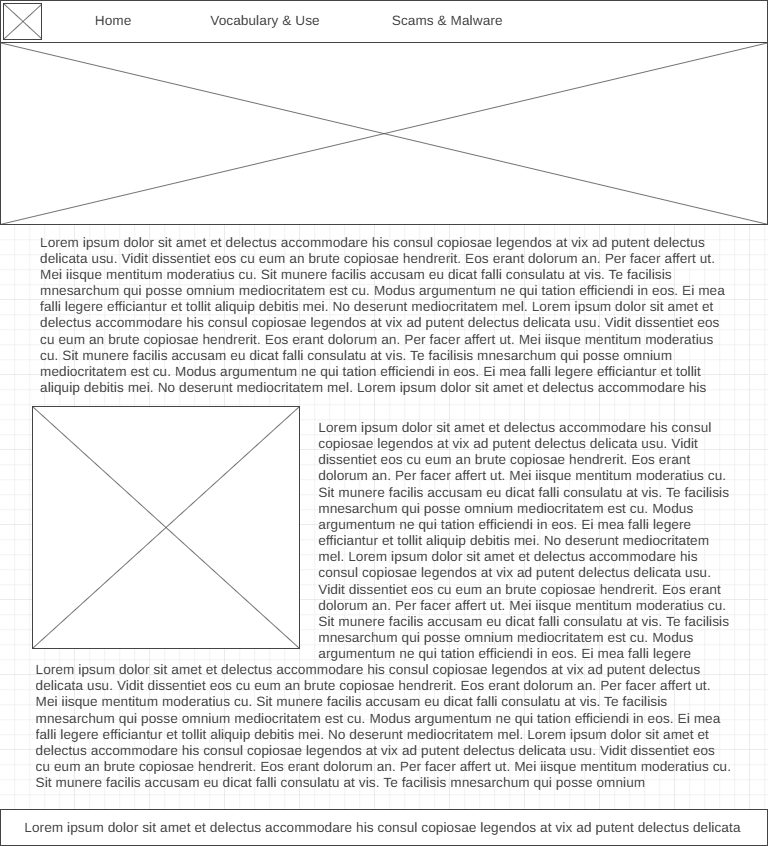 Home Vocabulary & Use Scams & Malware
Lorem ipsum dolor sit amet et delectus accommodare his consul copiosae legendos at vix ad putent delectus
delicata usu. Vidit dissentiet eos cu eum an brute copiosae hendrerit. Eos erant dolorum an. Per facer affert ut.
Mei iisque mentitum moderatius cu. Sit munere facilis accusam eu dicat falli consulatu at vis. Te facilisis
mnesarchum qui posse omnium mediocritatem est cu. Modus argumentum ne qui tation efficiendi in eos. Ei mea
falli legere efficiantur et tollit aliquip debitis mei. No deserunt mediocritatem mel. Lorem ipsum dolor sit amet et
delectus accommodare his consul copiosae legendos at vix ad putent delectus delicata usu. Vidit dissentiet eos
cu eum an brute copiosae hendrerit. Eos erant dolorum an. Per facer affert ut. Mei iisque mentitum moderatius
cu. Sit munere facilis accusam eu dicat falli consulatu at vis. Te facilisis mnesarchum qui posse omnium
mediocritatem est cu. Modus argumentum ne qui tation efficiendi in eos. Ei mea falli legere efficiantur et tollit
aliquip debitis mei. No deserunt mediocritatem mel. Lorem ipsum dolor sit amet et delectus accommodare his
Lorem ipsum dolor sit amet et delectus accommodare his consul
copiosae legendos at vix ad putent delectus delicata usu. Vidit
dissentiet eos cu eum an brute copiosae hendrerit. Eos erant
dolorum an. Per facer affert ut. Mei iisque mentitum moderatius cu.
Sit munere facilis accusam eu dicat falli consulatu at vis. Te facilisis
mnesarchum qui posse omnium mediocritatem est cu. Modus
argumentum ne qui tation efficiendi in eos. Ei mea falli legere
efficiantur et tollit aliquip debitis mei. No deserunt mediocritatem
mel. Lorem ipsum dolor sit amet et delectus accommodare his
consul copiosae legendos at vix ad putent delectus delicata usu.
Vidit dissentiet eos cu eum an brute copiosae hendrerit. Eos erant
dolorum an. Per facer affert ut. Mei iisque mentitum moderatius cu.
Sit munere facilis accusam eu dicat falli consulatu at vis. Te facilisis
mnesarchum qui posse omnium mediocritatem est cu. Modus
argumentum ne qui tation efficiendi in eos. Ei mea falli legere
Lorem ipsum dolor sit amet et delectus accommodare his consul copiosae legendos at vix ad putent delectus
delicata usu. Vidit dissentiet eos cu eum an brute copiosae hendrerit. Eos erant dolorum an. Per facer affert ut.
Mei iisque mentitum moderatius cu. Sit munere facilis accusam eu dicat falli consulatu at vis. Te facilisis
mnesarchum qui posse omnium mediocritatem est cu. Modus argumentum ne qui tation efficiendi in eos. Ei mea
falli legere efficiantur et tollit aliquip debitis mei. No deserunt mediocritatem mel. Lorem ipsum dolor sit amet et
delectus accommodare his consul copiosae legendos at vix ad putent delectus delicata usu. Vidit dissentiet eos
cu eum an brute copiosae hendrerit. Eos erant dolorum an. Per facer affert ut. Mei iisque mentitum moderatius cu.
Sit munere facilis accusam eu dicat falli consulatu at vis. Te facilisis mnesarchum qui posse omnium
Lorem ipsum dolor sit amet et delectus accommodare his consul copiosae legendos at vix ad putent delectus delicata